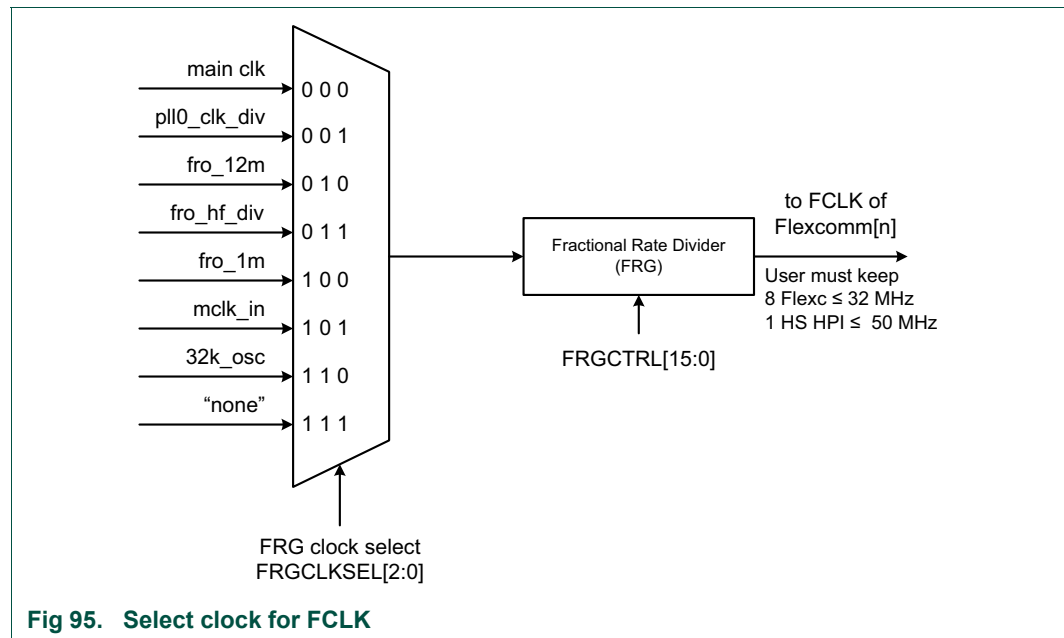 main clk
0 0 0
pll0_clk_div
0 0 1
fro_12m
0 1 0
fro_hf_div
0 1 1
fro_1m
1 0 0
mclk_in
1 0 1
32k_osc
1 1 0
“none”
1 1 1
FRG clock select
FRGCLKSEL[2:0]
Fractional Rate Divider
(FRG)
FRGCTRL[15:0]
to FCLK of
Flexcomm[n]
User must keep
8 Flexc ≤ 32 MHz
1 HS HPI ≤ 50 MHz
Fig 95. Select clock for FCLK